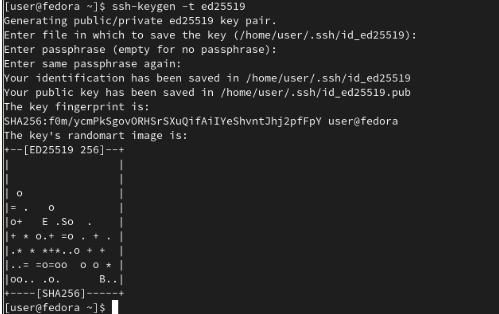 [user@fedora ~]$ ssh-keygen -t ed25519
Generating public/private ed25519 key pair.
Enter file in which to save the key (/home/user/.ssh/id_ed25519):
Enter passphrase (empty for no passphrase):
Enter same passphrase again:
Your identification has been saved in /home/user/.ssh/id_ed25519
Your public key has been saved in /home/user/.ssh/id_ed25519.pub
The key fingerprint is:
SHA256:f0m/ycmPkSgovORHSrSXuQifAiIYeShvntJhj2pfFpY user@fedora
The key's randomart image is:
+--[ED25519 256]--+
|                 |
|                 |
| o               |
|= .   o          |
|o+   E .So  .    |
|+ * o.+ =o . + . |
|.* * *+*..o + +  |
|..= =o=oo  o o * |
|oo.. .o.      B..|
+----[SHA256]-----+
[user@fedora ~]$